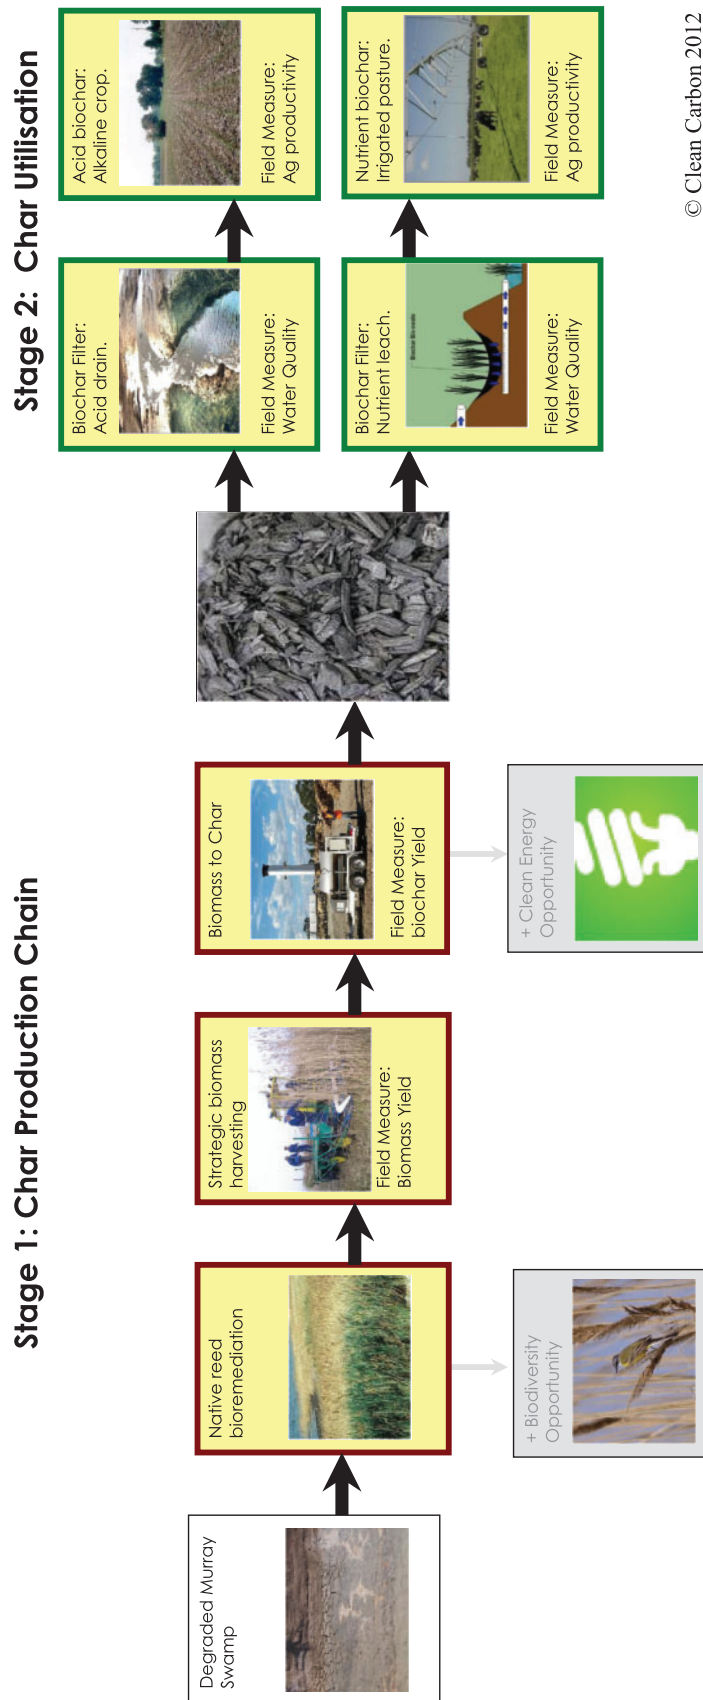 Stage 1: Char Production Chain
Degraded Murray
Swamp
Native reed
bioremediation
+ Biodiversity
Opportunity
Strategic biomass
harvesting
Field Measure:
Biomass Yield
Biomass to Char
Field Measure:
biochar Yield
+ Clean Energy
Opportunity
Stage 2: Char Utilisation
Biochar Filter:
Acid drain.
Field Measure:
Water Quality
Acid biochar:
Alkaline crop.
Field Measure:
Ag productivity
Biochar Filter:
Nutrient leach.
Field Measure:
Water Quality
Nutrient biochar:
Irrigated pasture.
Field Measure:
Ag productivity
© Clean Carbon 2012